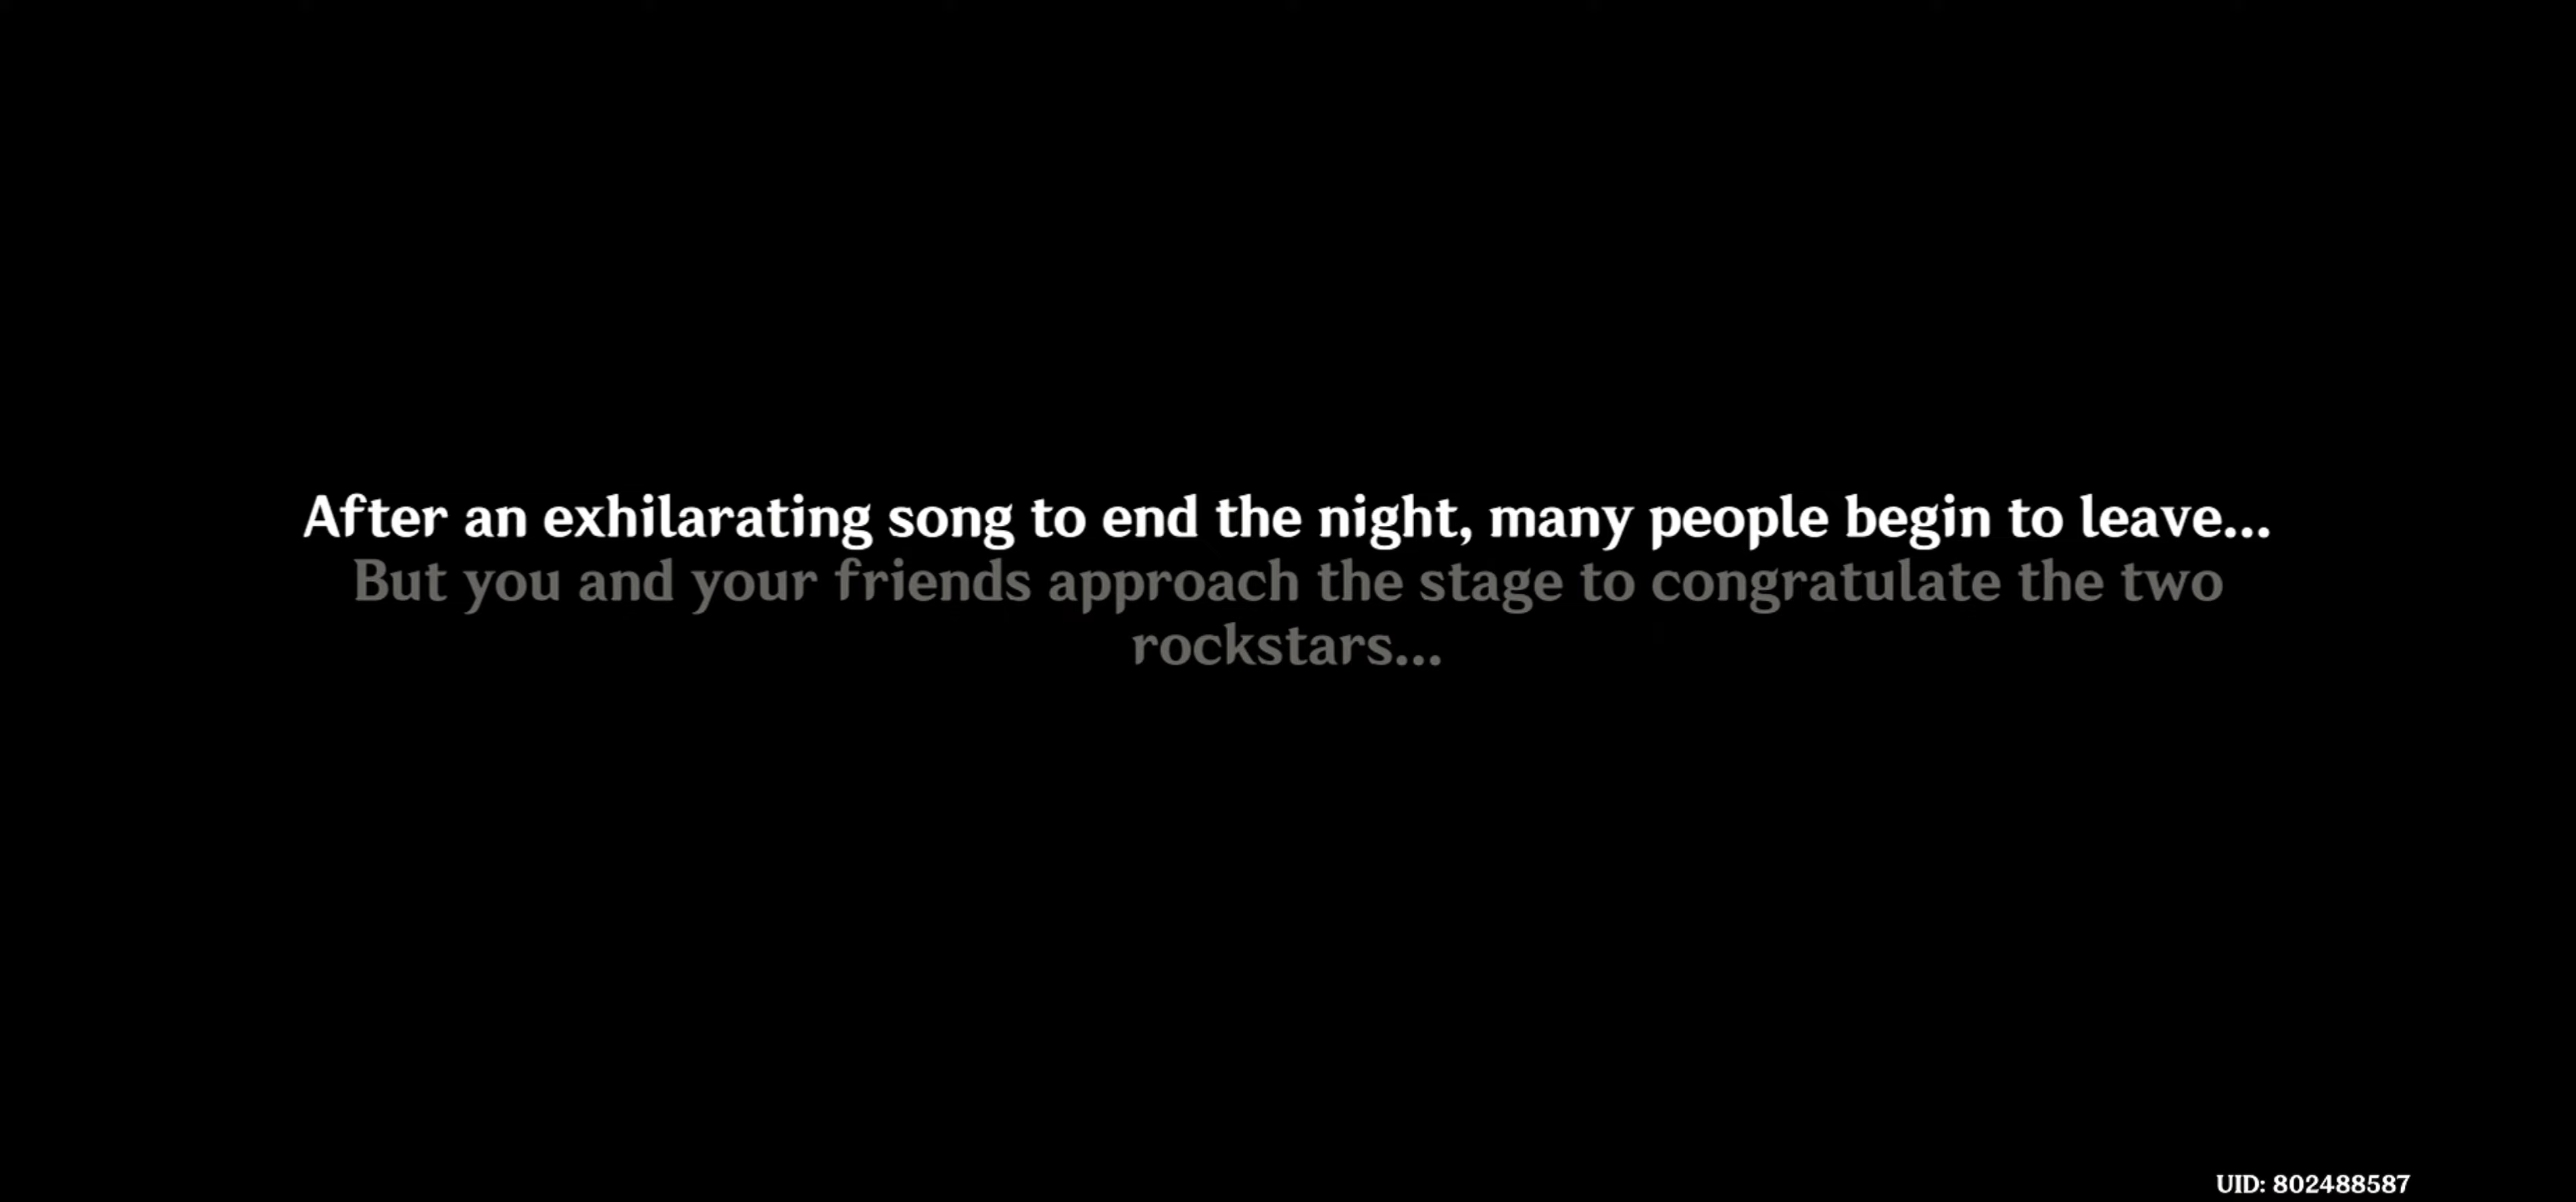 After an exhilarating song to end the night, many people begin to leave...
But you and your friends approach the stage to congratulate the two
rockstars...
UID: 802488587